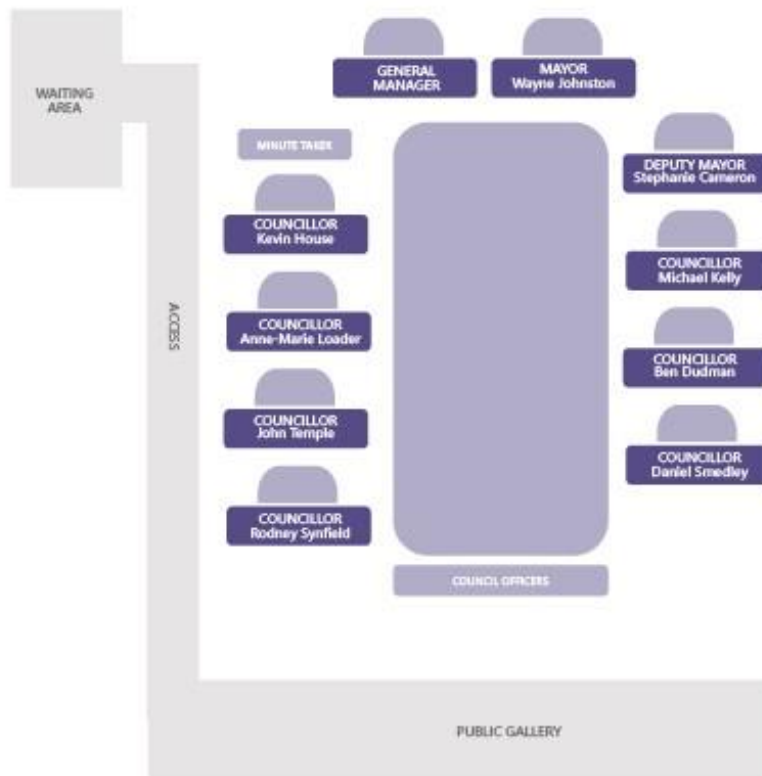 GENERAL
MANAGER
MAYOR
Wayne Johnston
WAITING
AREA
MINUTE TAKER
DEPUTY MAYOR
Stephanie Cameron
COUNCILLOR
Kevin House
COUNCILLOR
Michael Kelly
ACCESS
COUNCILLOR
Anne-Marie Loader
COUNCILLOR
Ben Dudman
COUNCILLOR
John Temple
COUNCILLOR
Daniel Smedley
COUNCILLOR
Rodney Synfield
COUNCIL OFFICERS
PUBLIC GALLERY